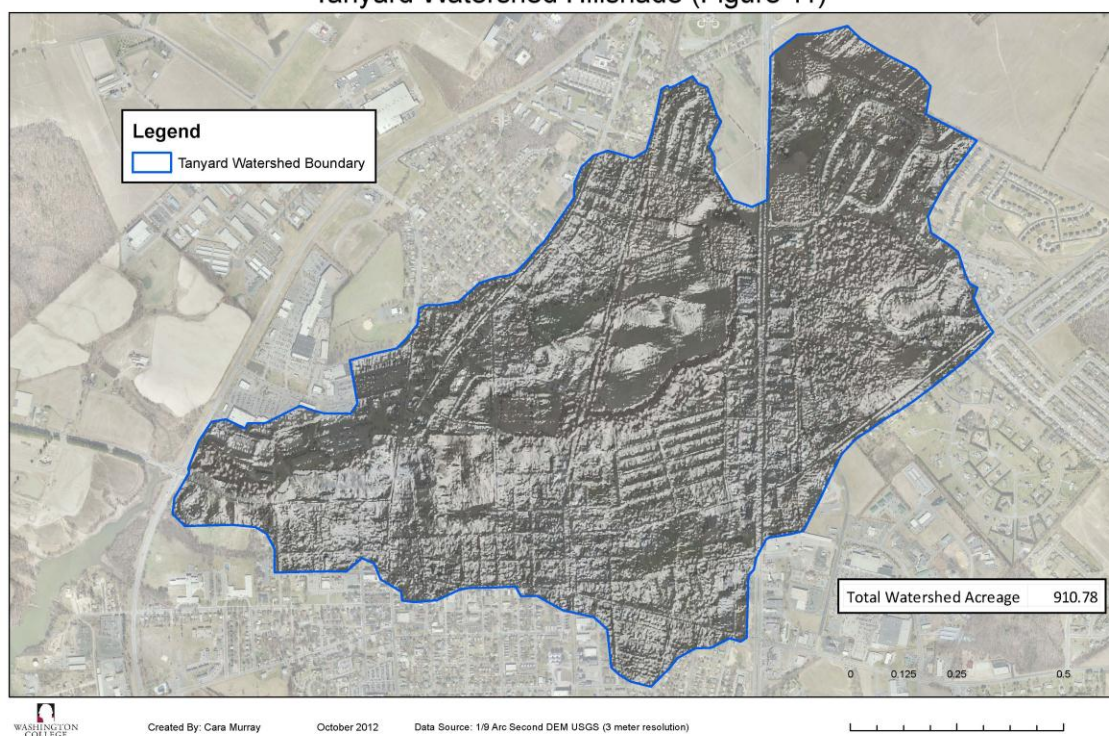 Tanyard Watershed Hillshade (Figure 11)
Legend
Tanyard Watershed Boundary
Total Watershed Acreage 910.78
0 0.125 0.25 0.5
WASHINGTON
COLLEGE
Created By: Cara Murray October 2012 Data Source: 1/9 Arc Second DEM USGS (3 meter resolution)